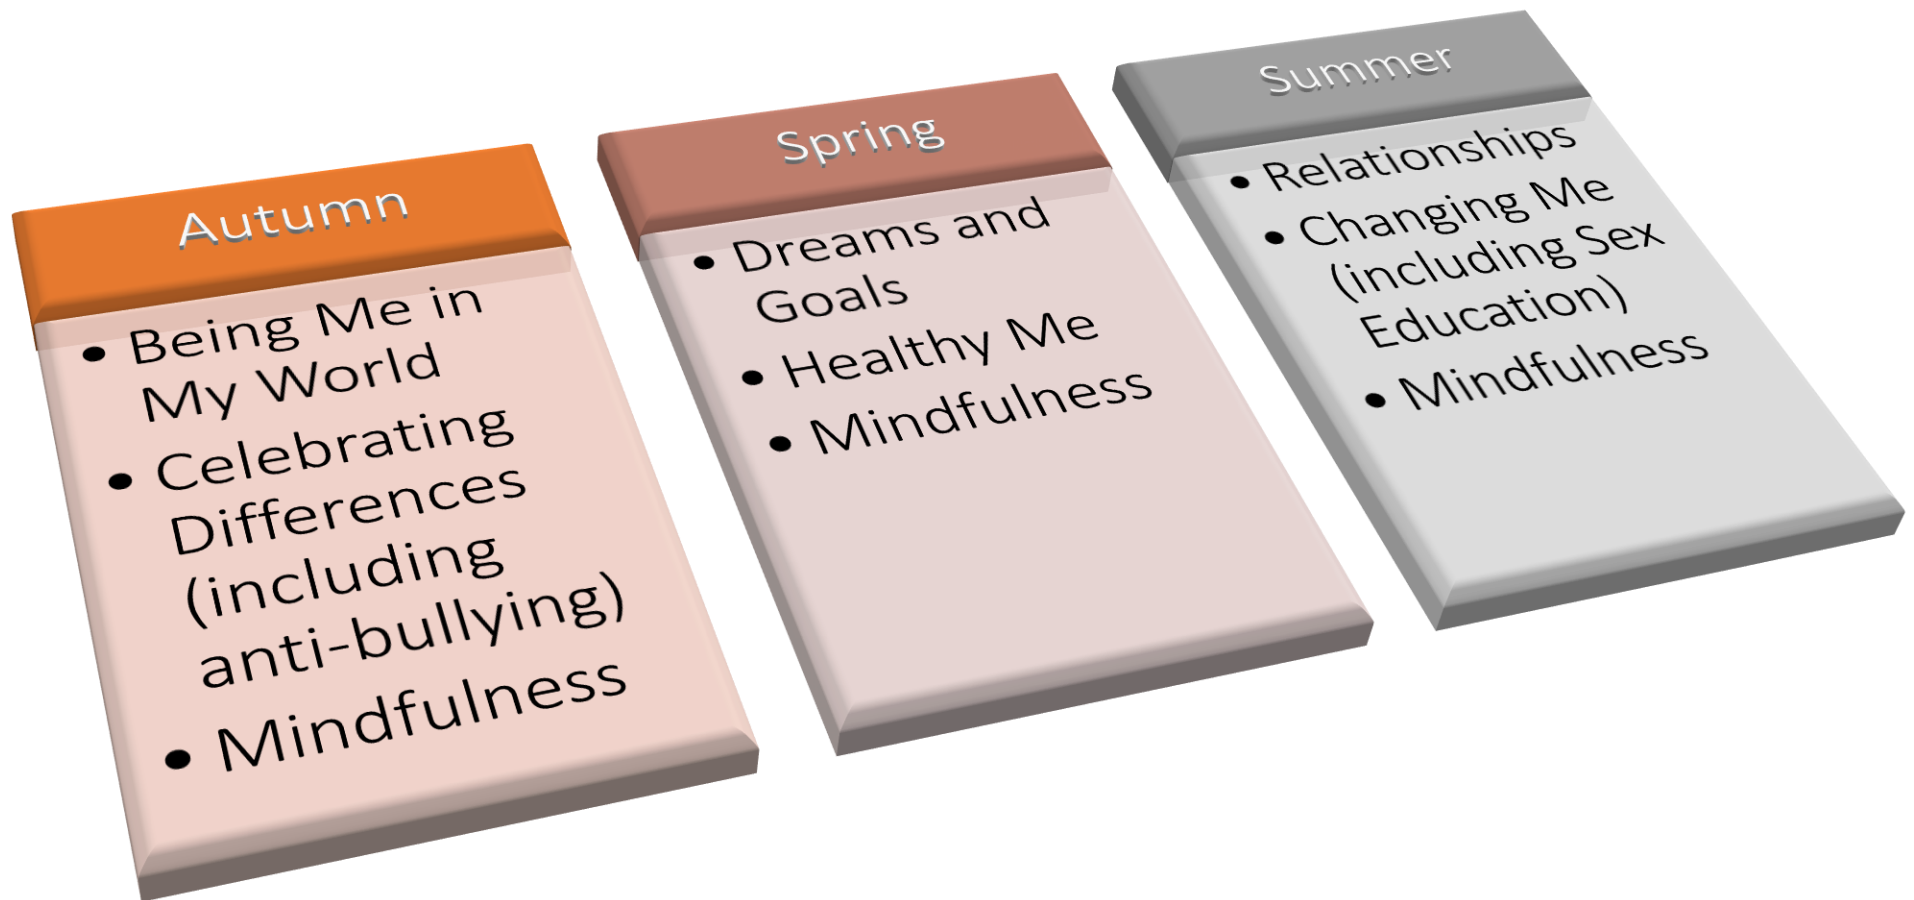 Autumn
• Being Me in
My World
• Celebrating
Differences
(including
anti-bullying)
• Mindfulness
Spring
• Dreams and
Goals
• Healthy Me
• Mindfulness
Summer
• Relationships
• Changing Me
(including Sex
Education)
• Mindfulness